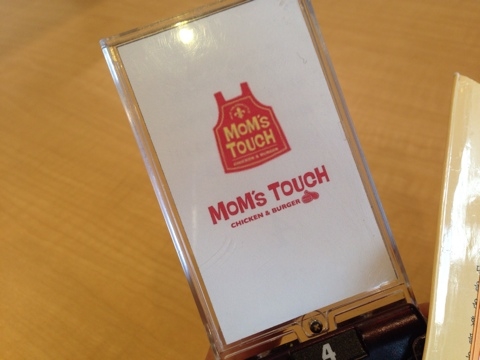 MOM'S
TOUCH
CHICKEN & BURGER
MOM'S TOUCH
CHICKEN & BURGER
4